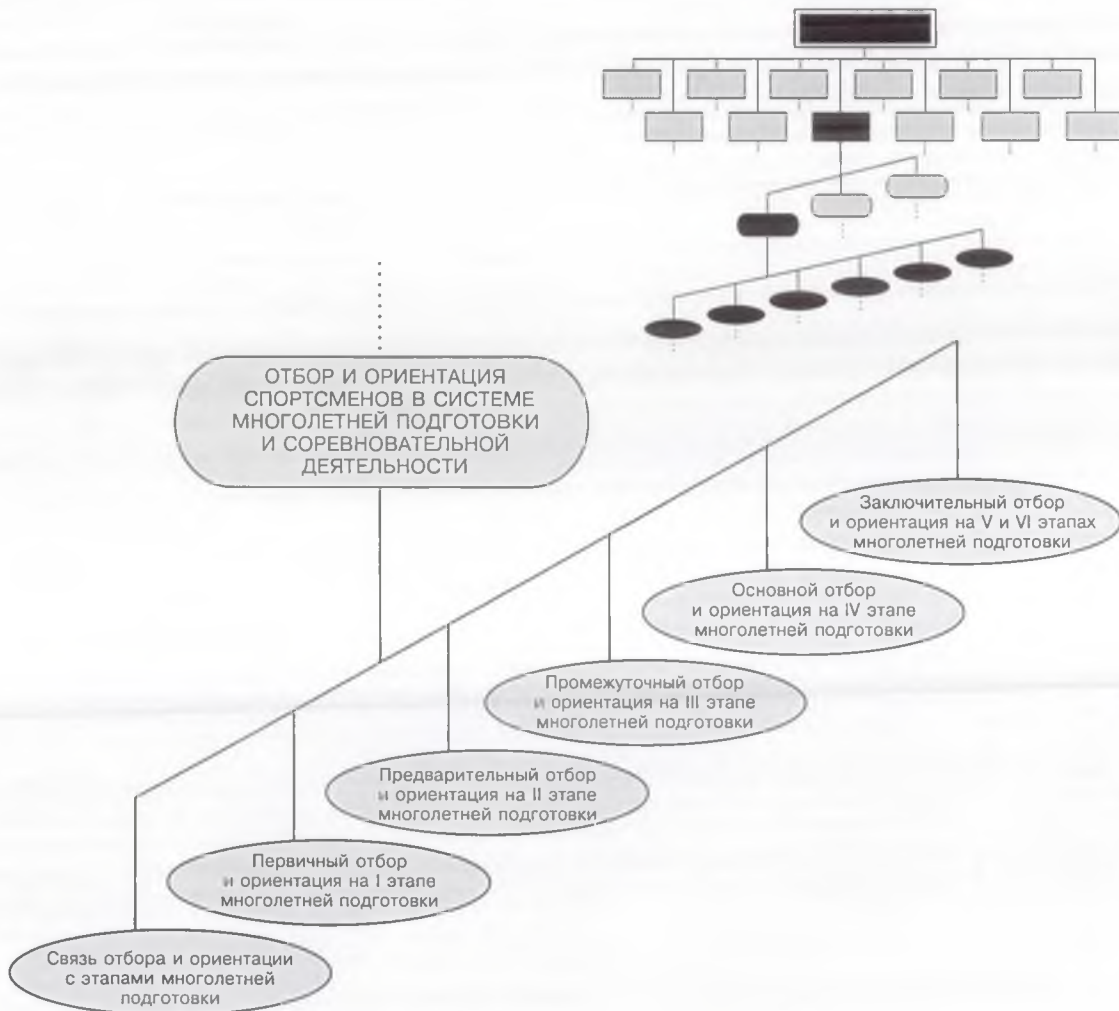 ОТБОР И ОРИЕНТАЦИЯ
СПОРТСМЕНОВ В СИСТЕМЕ
МНОГОЛЕТНЕЙ ПОДГОТОВКИ
И СОРЕВНОВАТЕЛЬНОЙ
ДЕЯТЕЛЬНОСТИ
Заключительный отбор
и ориентация на V и VI этапах
многолетней подготовки
Основной отбор
и ориентация на IV этапе
многолетней подготовки
Промежуточный отбор
и ориентация на III этапе
многолетней подготовки
Предварительный отбор
и ориентация на II этапе
многолетней подготовки
Первичный отбор
и ориентация на I этапе
многолетней подготовки
Связь отбора и ориентации
с этапами многолетней
подготовки